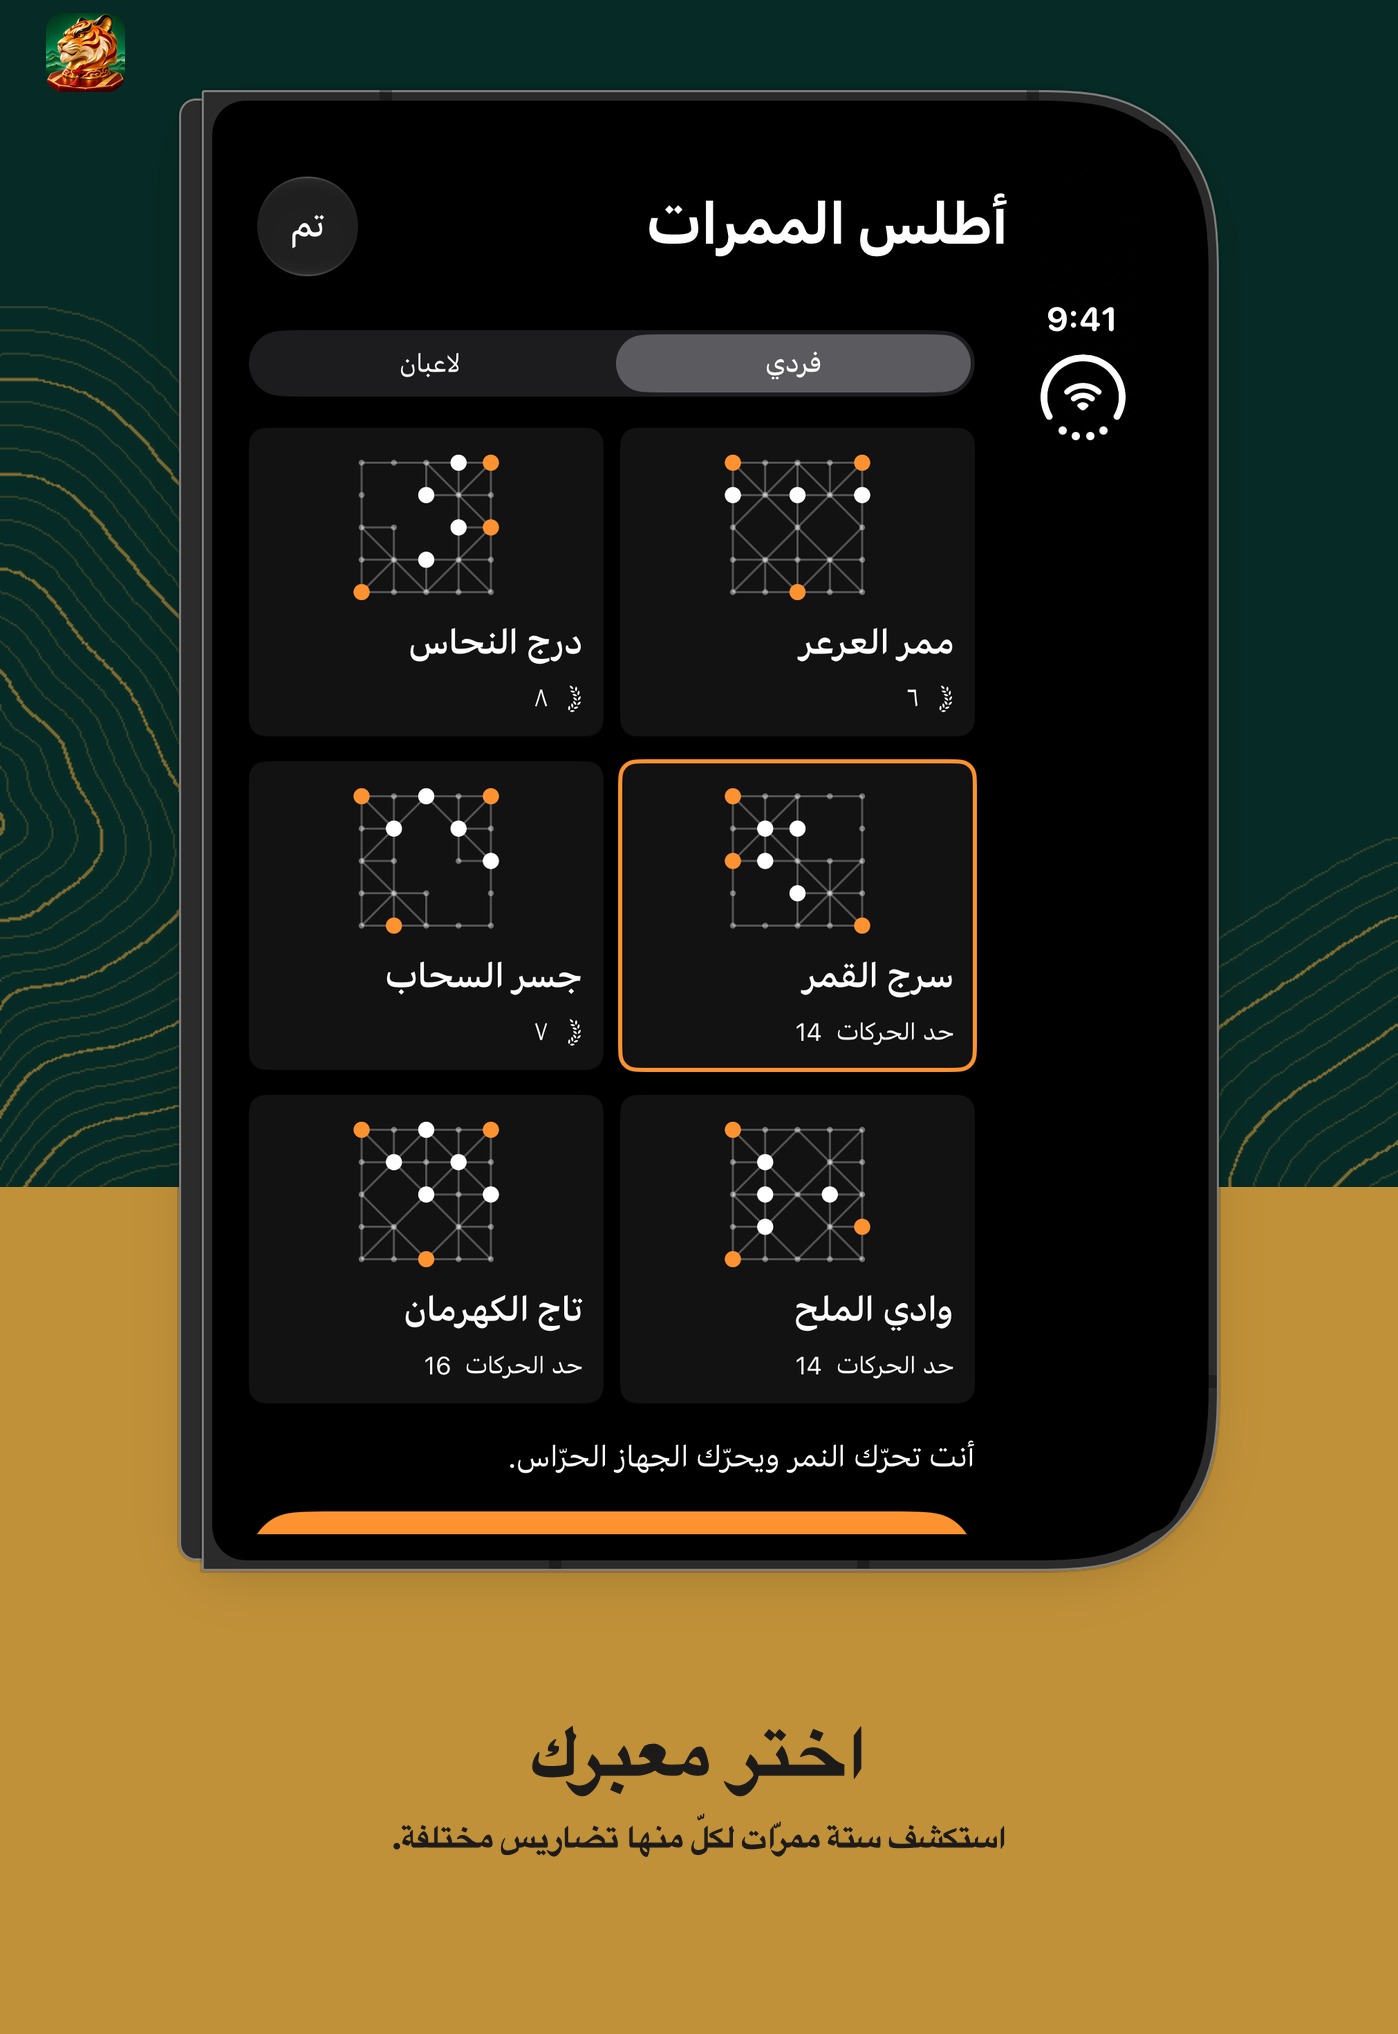 أطلس الممرات
تم
9:41
فردي
لاعبان
ممر العرعر
٦
درج النحاس
٨
سرج القمر
حد الحركات 14
جسر السحاب
٧
وادي الملح
حد الحركات 14
تاج الكهرمان
حد الحركات 16
أنت تحرّك النمر ويحرّك الجهاز الحرّاس.
اختر معبرك
استكشف ستة ممرّات لكلّ منها تضاريس مختلفة.